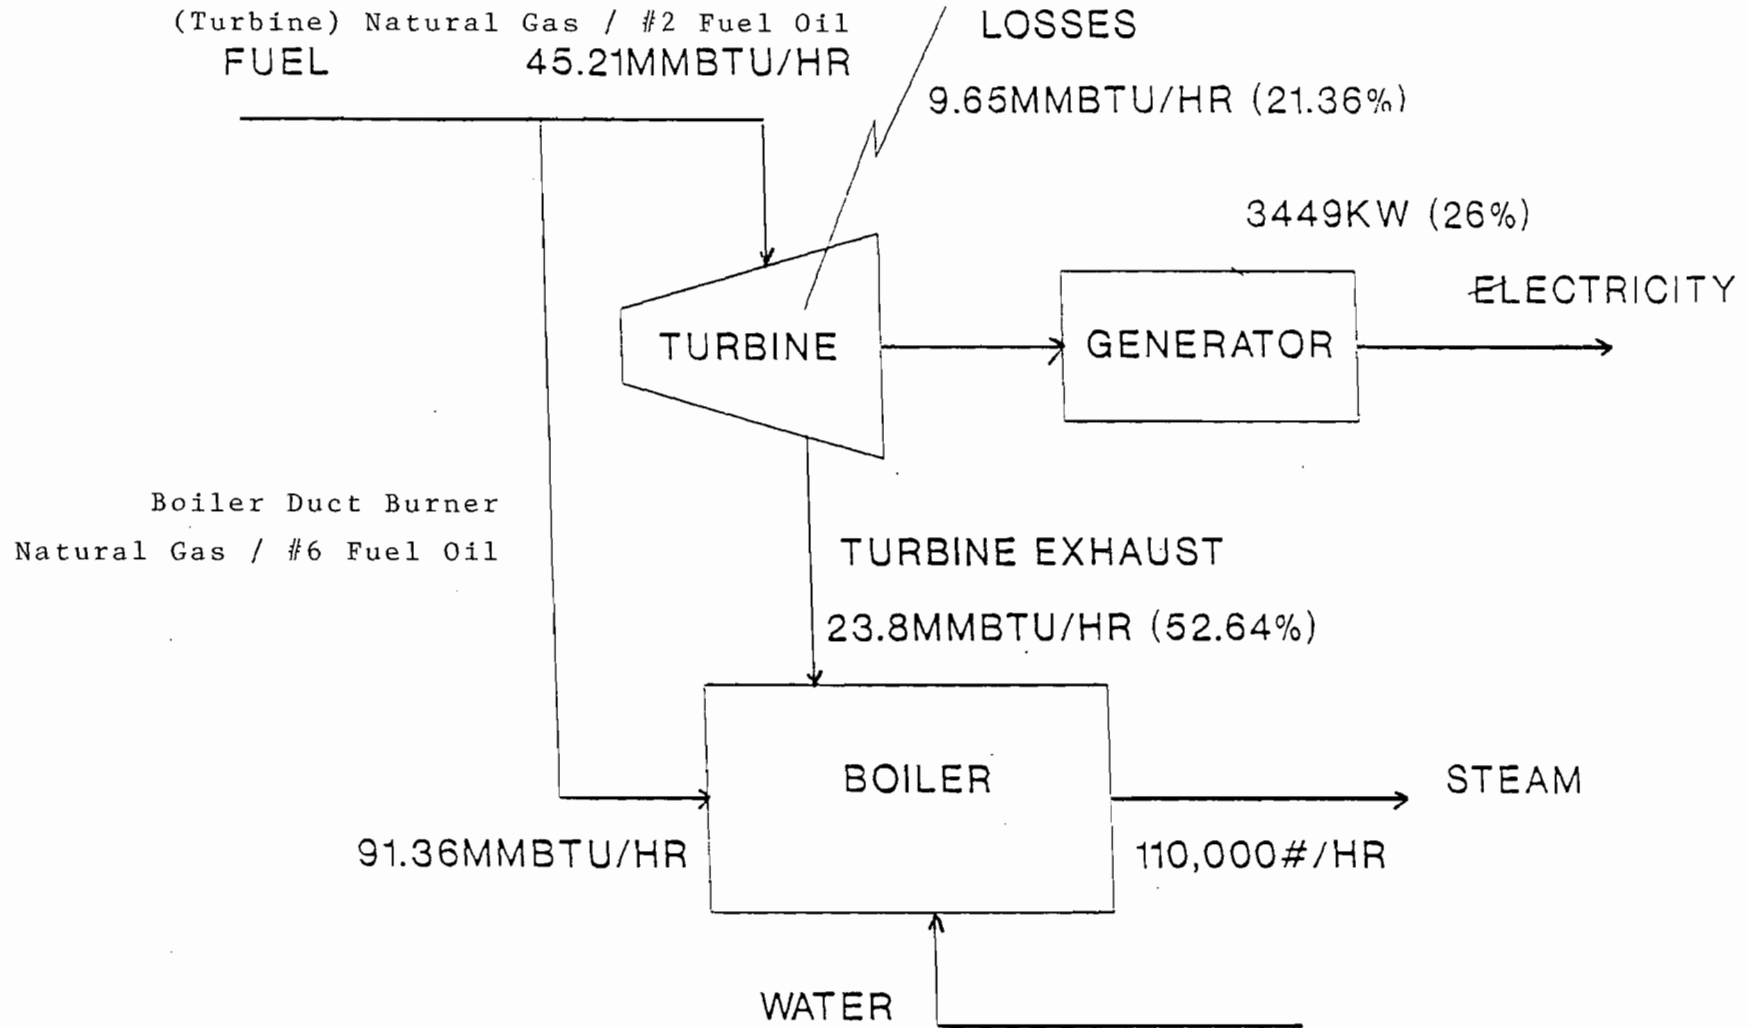 (Turbine) Natural Gas / #2 Fuel Oil
FUEL 45.21MMBTU/HR
LOSSES
9.65MMBTU/HR (21.36%)
3449KW (26%)
ELECTRICITY
TURBINE
GENERATOR
Boiler Duct Burner
Natural Gas / #6 Fuel Oil
TURBINE EXHAUST
23.8MMBTU/HR (52.64%)
BOILER
STEAM
91.36MMBTU/HR
110,000#/HR
WATER